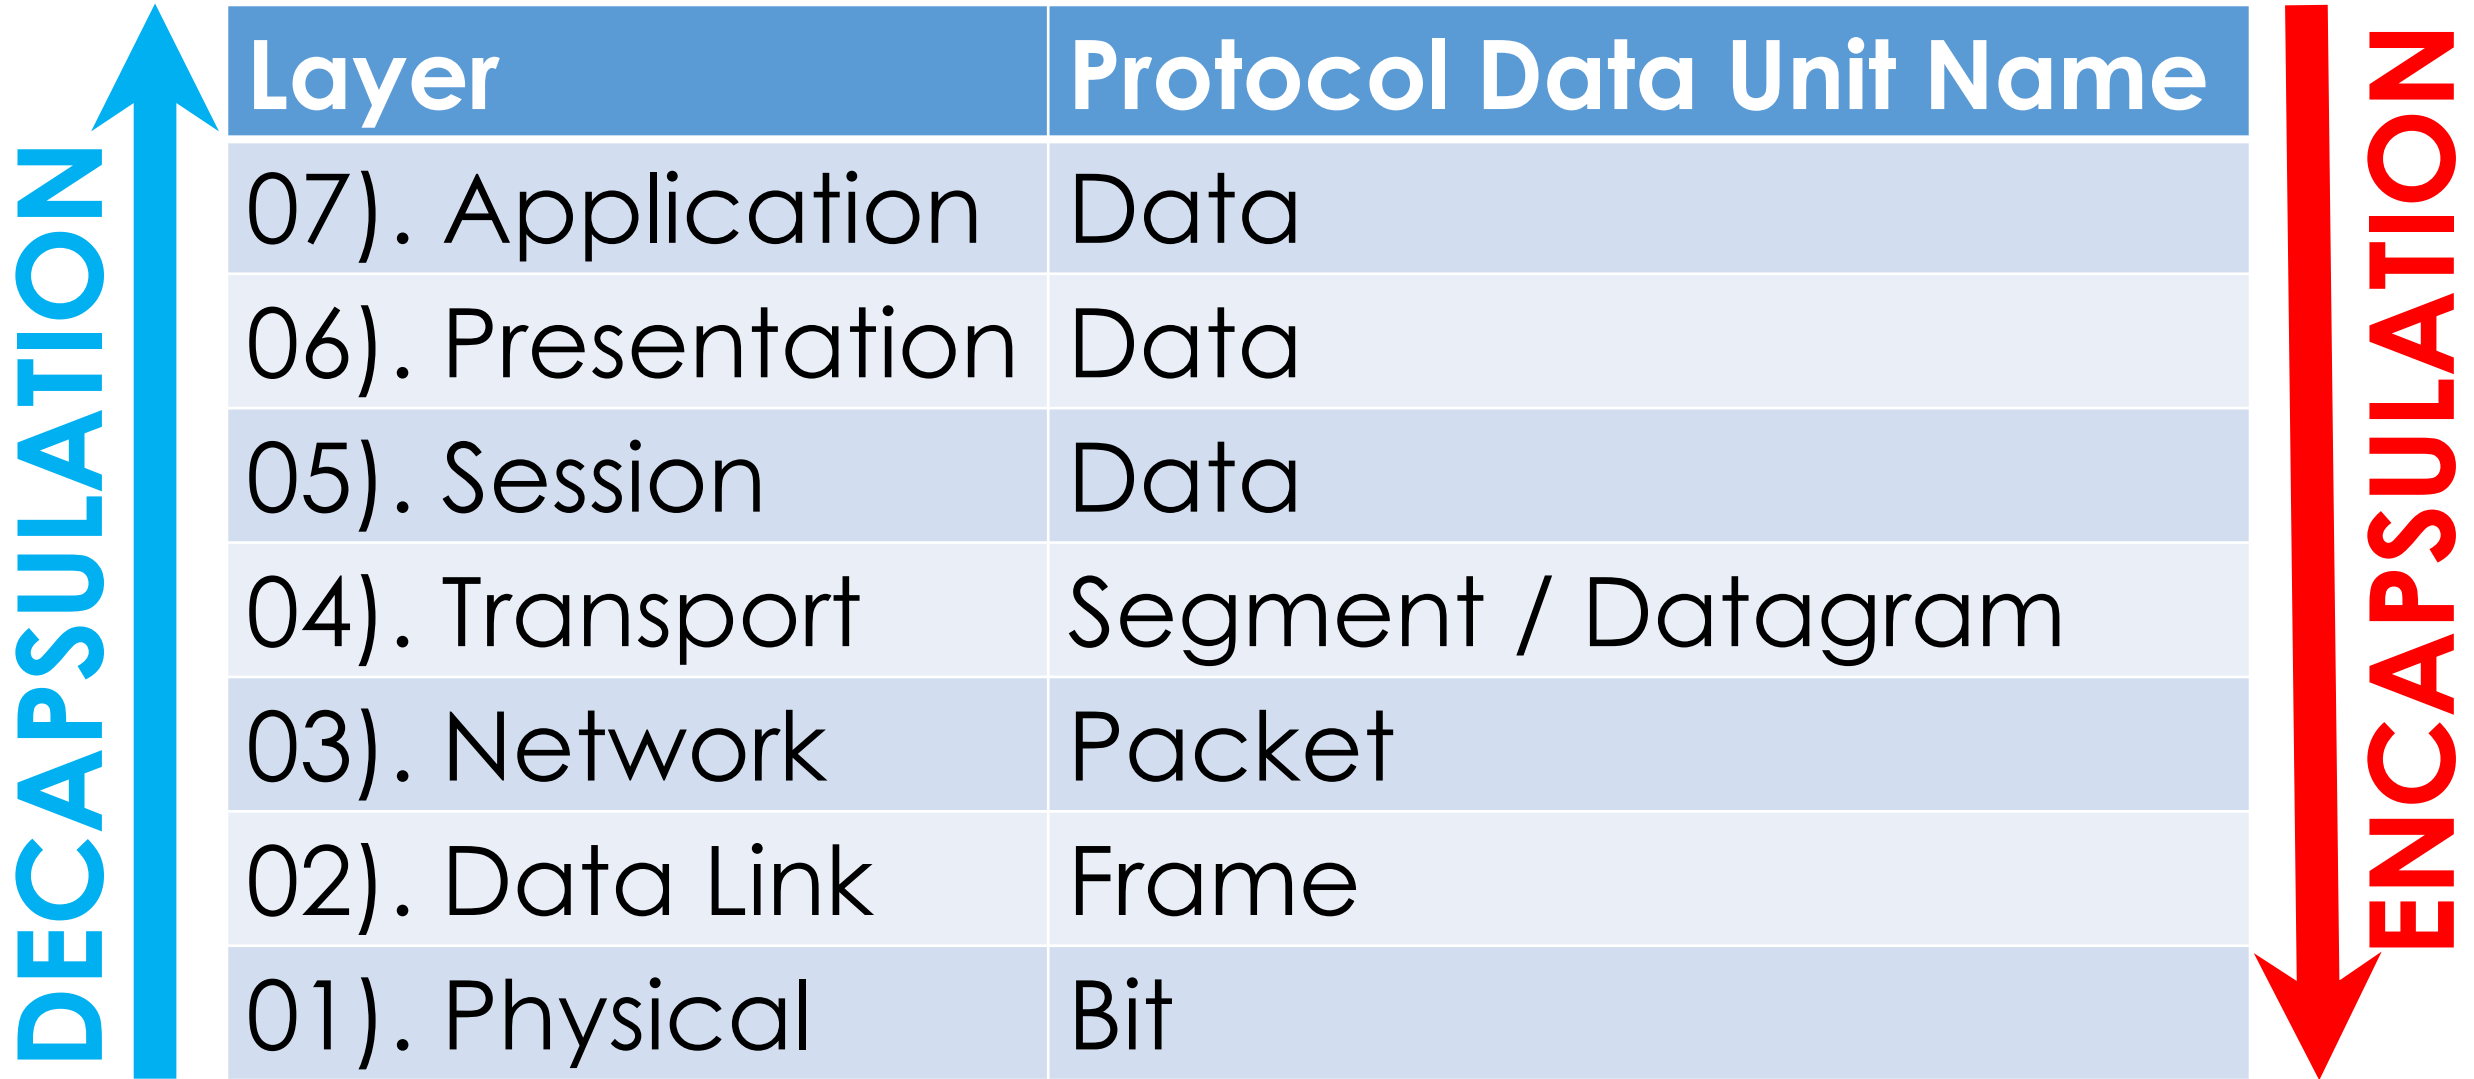 DECAPSULATION
Layer Protocol Data Unit Name
07). Application Data
06). Presentation Data
05). Session Data
04). Transport Segment / Datagram
03). Network Packet
02). Data Link Frame
01). Physical Bit
ENCAPSULATION